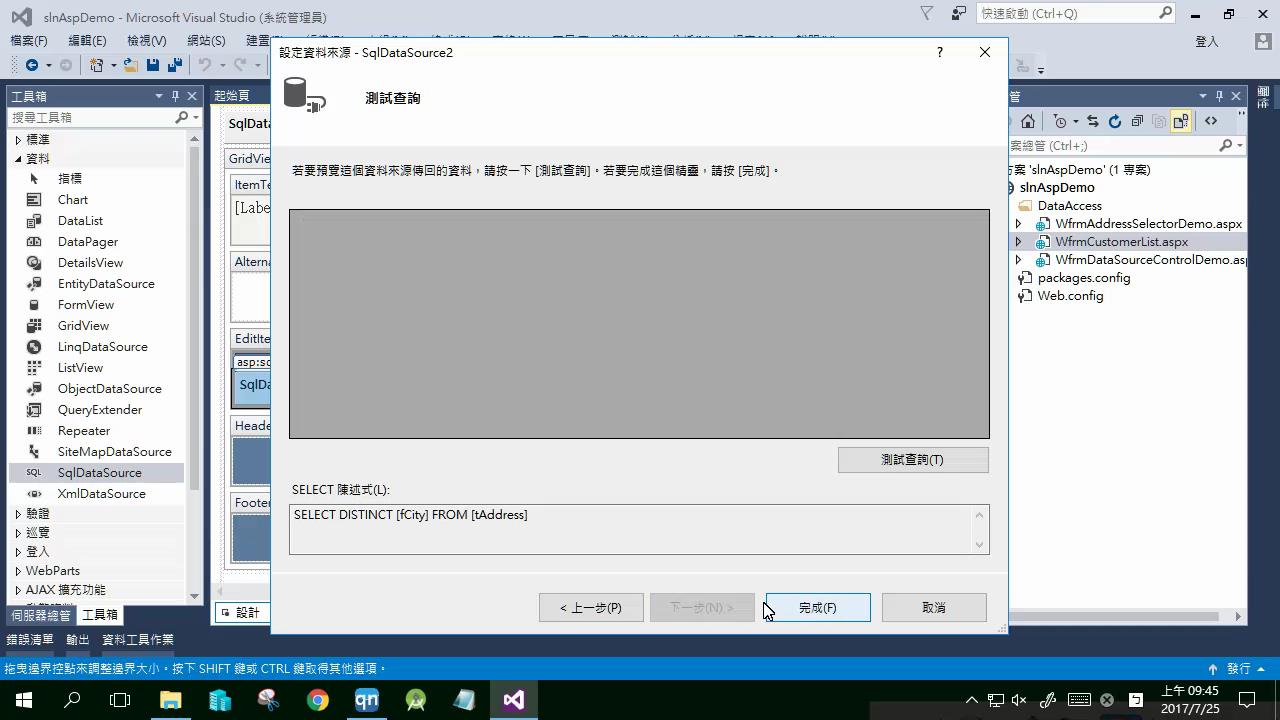 slnAspDemo - Microsoft Visual Studio (系統管理員)
快速啟動 (Ctrl+Q)
檔案(F) 編輯(E) 檢視(V) 網站(S)
登入
設定資料來源 - SqlDataSource2
?
測試查詢
若要預覽這個資料來源傳回的資料，請按一下 [測試查詢]。若要完成這個精靈，請按 [完成]。
測試查詢(T)
SELECT 陳述式(L):
SELECT DISTINCT [fCity] FROM [tAddress]
< 上一步(P)
下一步(N) >
完成(F)
取消
工具箱
搜尋工具箱
標準
資料
指標
Chart
DataList
DataPager
DetailsView
EntityDataSource
FormView
GridView
LinqDataSource
ListView
ObjectDataSource
QueryExtender
Repeater
SiteMapDataSource
SQL SqlDataSource
XmlDataSource
驗證
巡覽
登入
WebParts
AJAX 擴充功能
伺服器總管 工具箱
起始頁
SqlData
GridVie
ItemTe
[Labe
Alterna
EditIte
asp:sq
SqlDa
Heade
Footer
設計
管
案總管 (Ctrl+;)
方案 'slnAspDemo' (1 專案)
slnAspDemo
DataAccess
WfrmAddressSelectorDemo.aspx
WfrmCustomerList.aspx
WfrmDataSourceControlDemo.asp
packages.config
Web.config
錯誤清單 輸出 資料工具作業
拖曳邊界控點來調整邊界大小。按下 SHIFT 鍵或 CTRL 鍵取得其他選項。
發行
qn
上午 09:45
2017/7/25